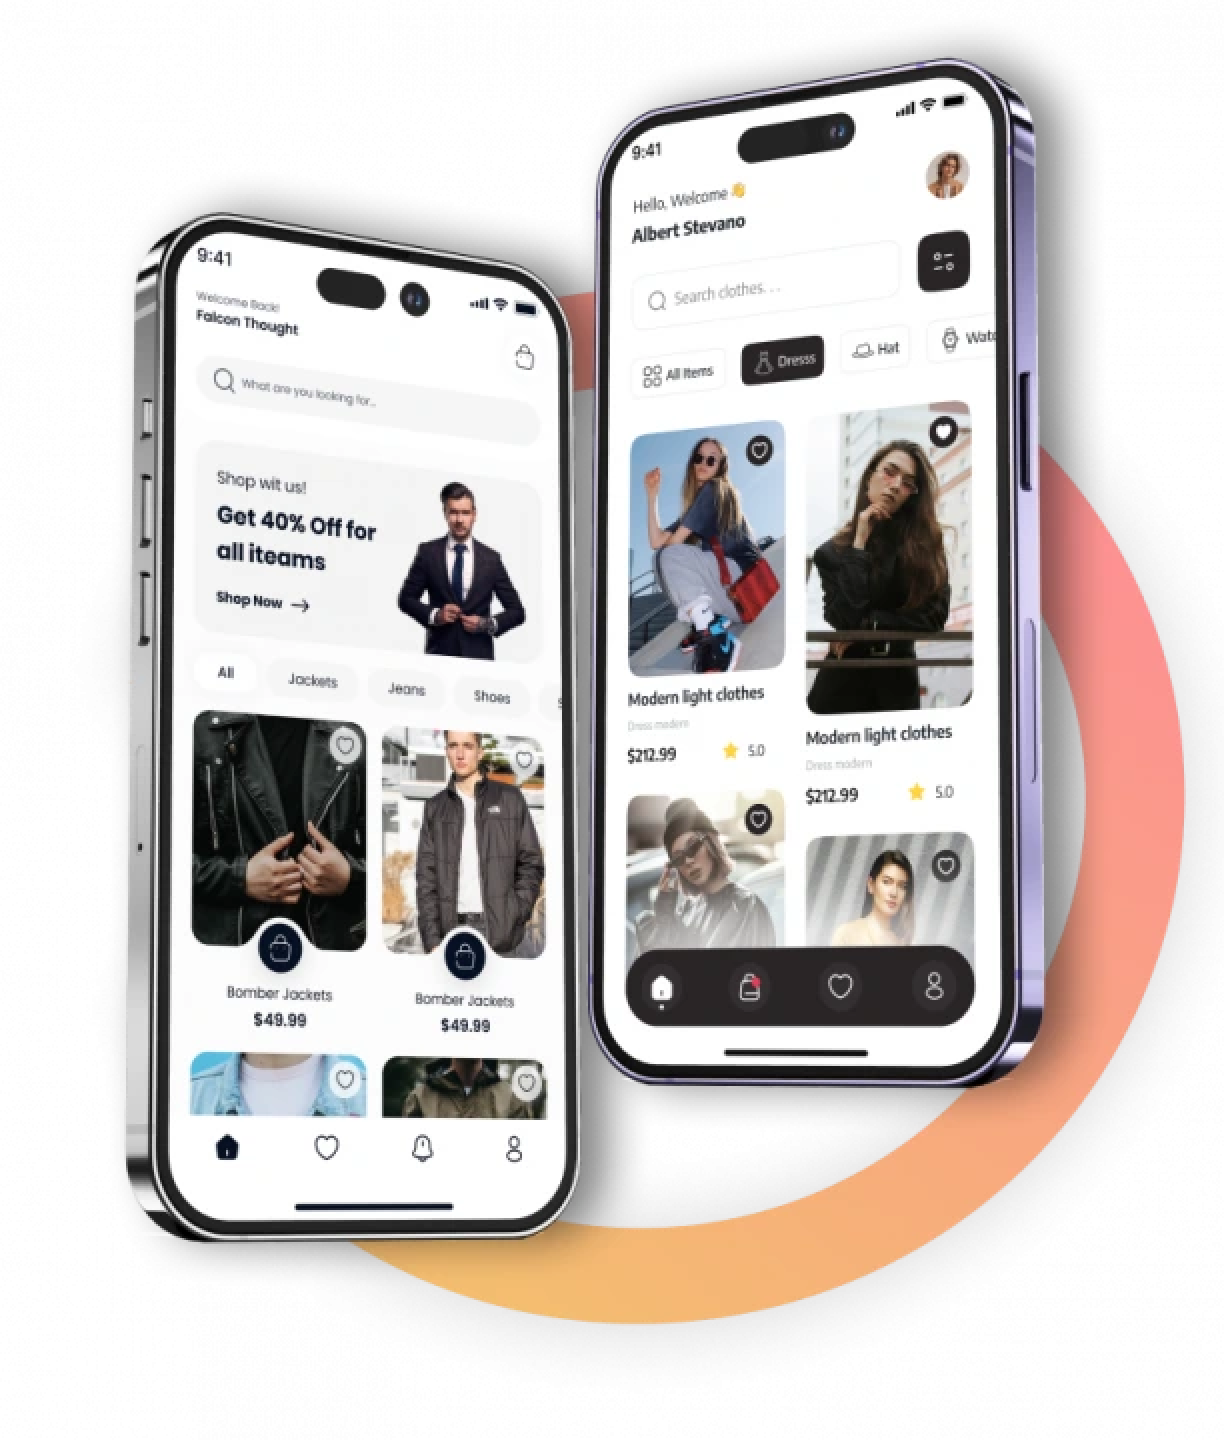 9:41
Welcome Back!
Falcon Thought
What are you looking for...
Shop wit us!
Get 40% Off for
all iteams
Shop Now
All
Jackets
Jeans
Shoes
S
Bomber Jackets
$49.99
Bomber Jackets
$49.99
9:41
Hello, Welcome 👋
Albert Stevano
Search clothes. . .
All Items
Dresss
Hat
Watc
Modern light clothes
Dress modern
$212.99
5.0
Modern light clothes
Dress modern
$212.99
5.0